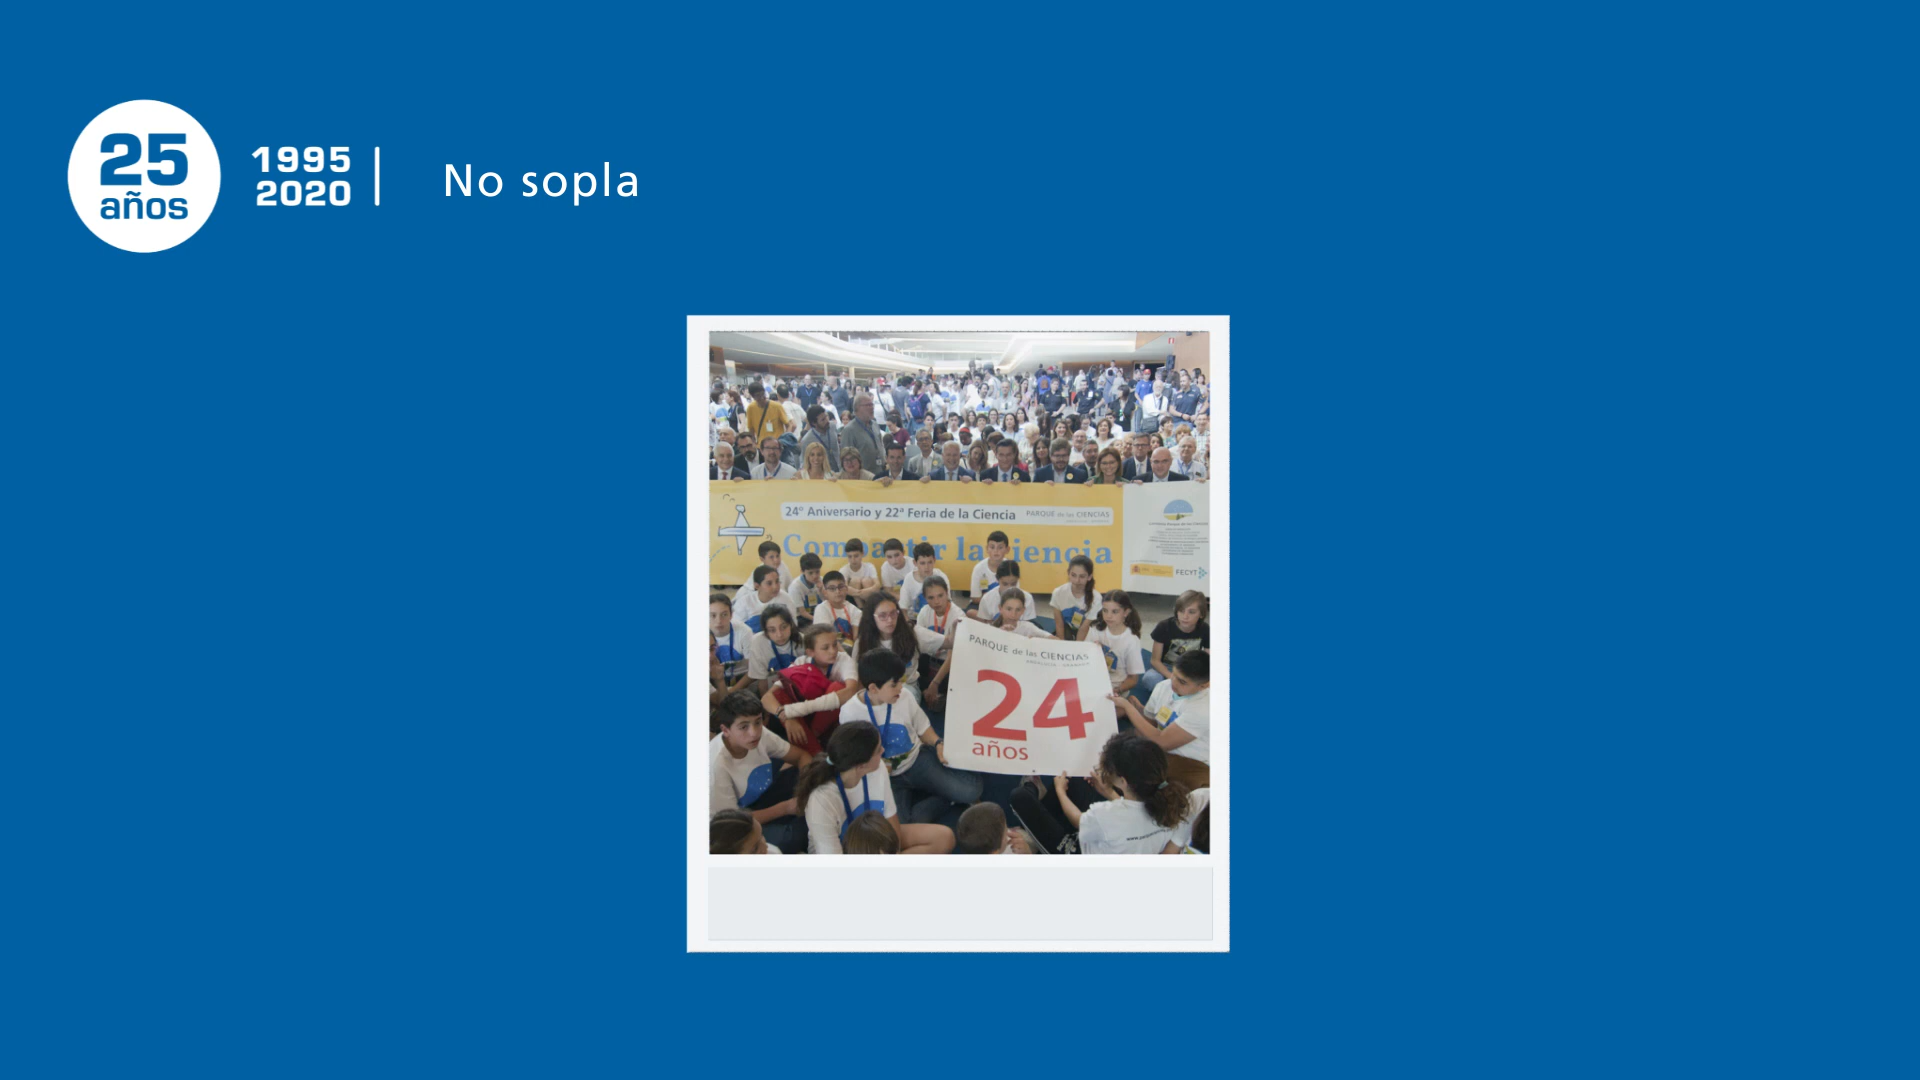 25
años
1995
2020
No sopla
24º Aniversario y 22ª Feria de la Ciencia PARQUE de las CIENCIAS
Compartir la Ciencia
FECYT
PARQUE de las CIENCIAS
24
años